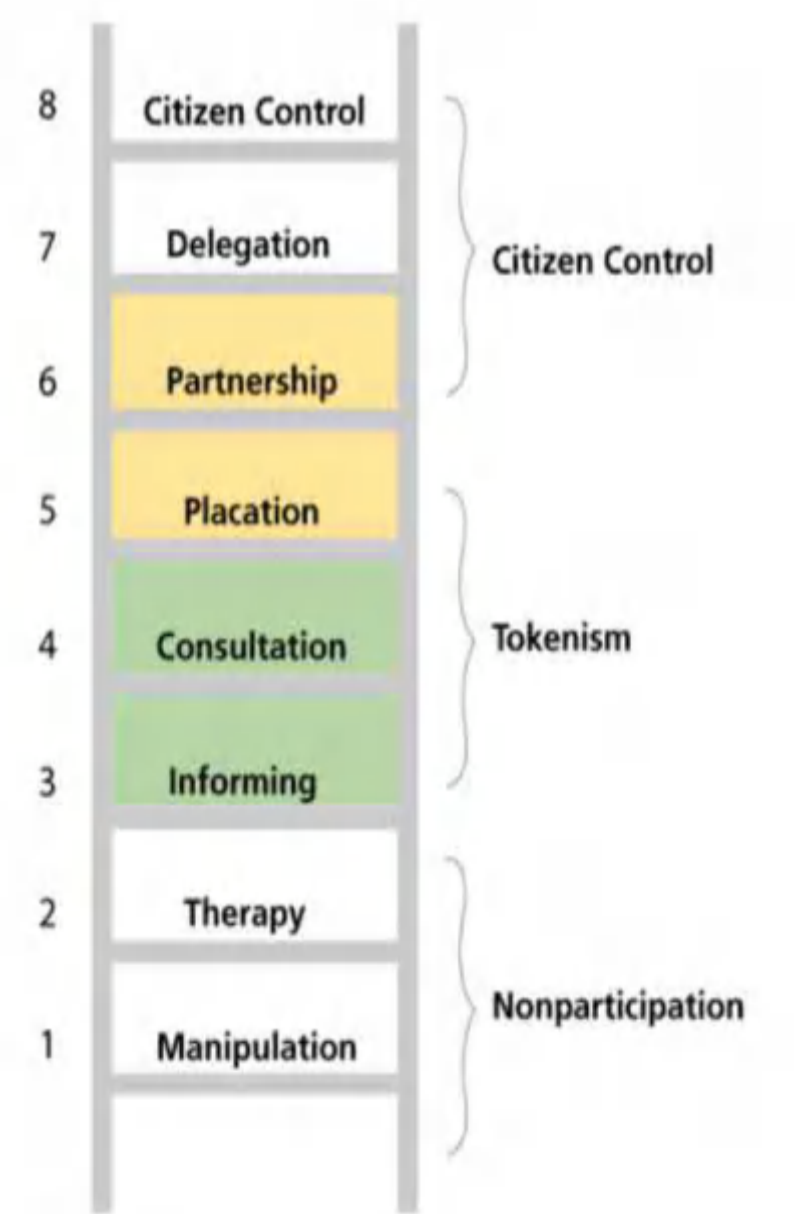 8 Citizen Control
7 Delegation
Citizen Control
6 Partnership
5 Placation
4 Consultation
Tokenism
3 Informing
2 Therapy
Nonparticipation
1 Manipulation